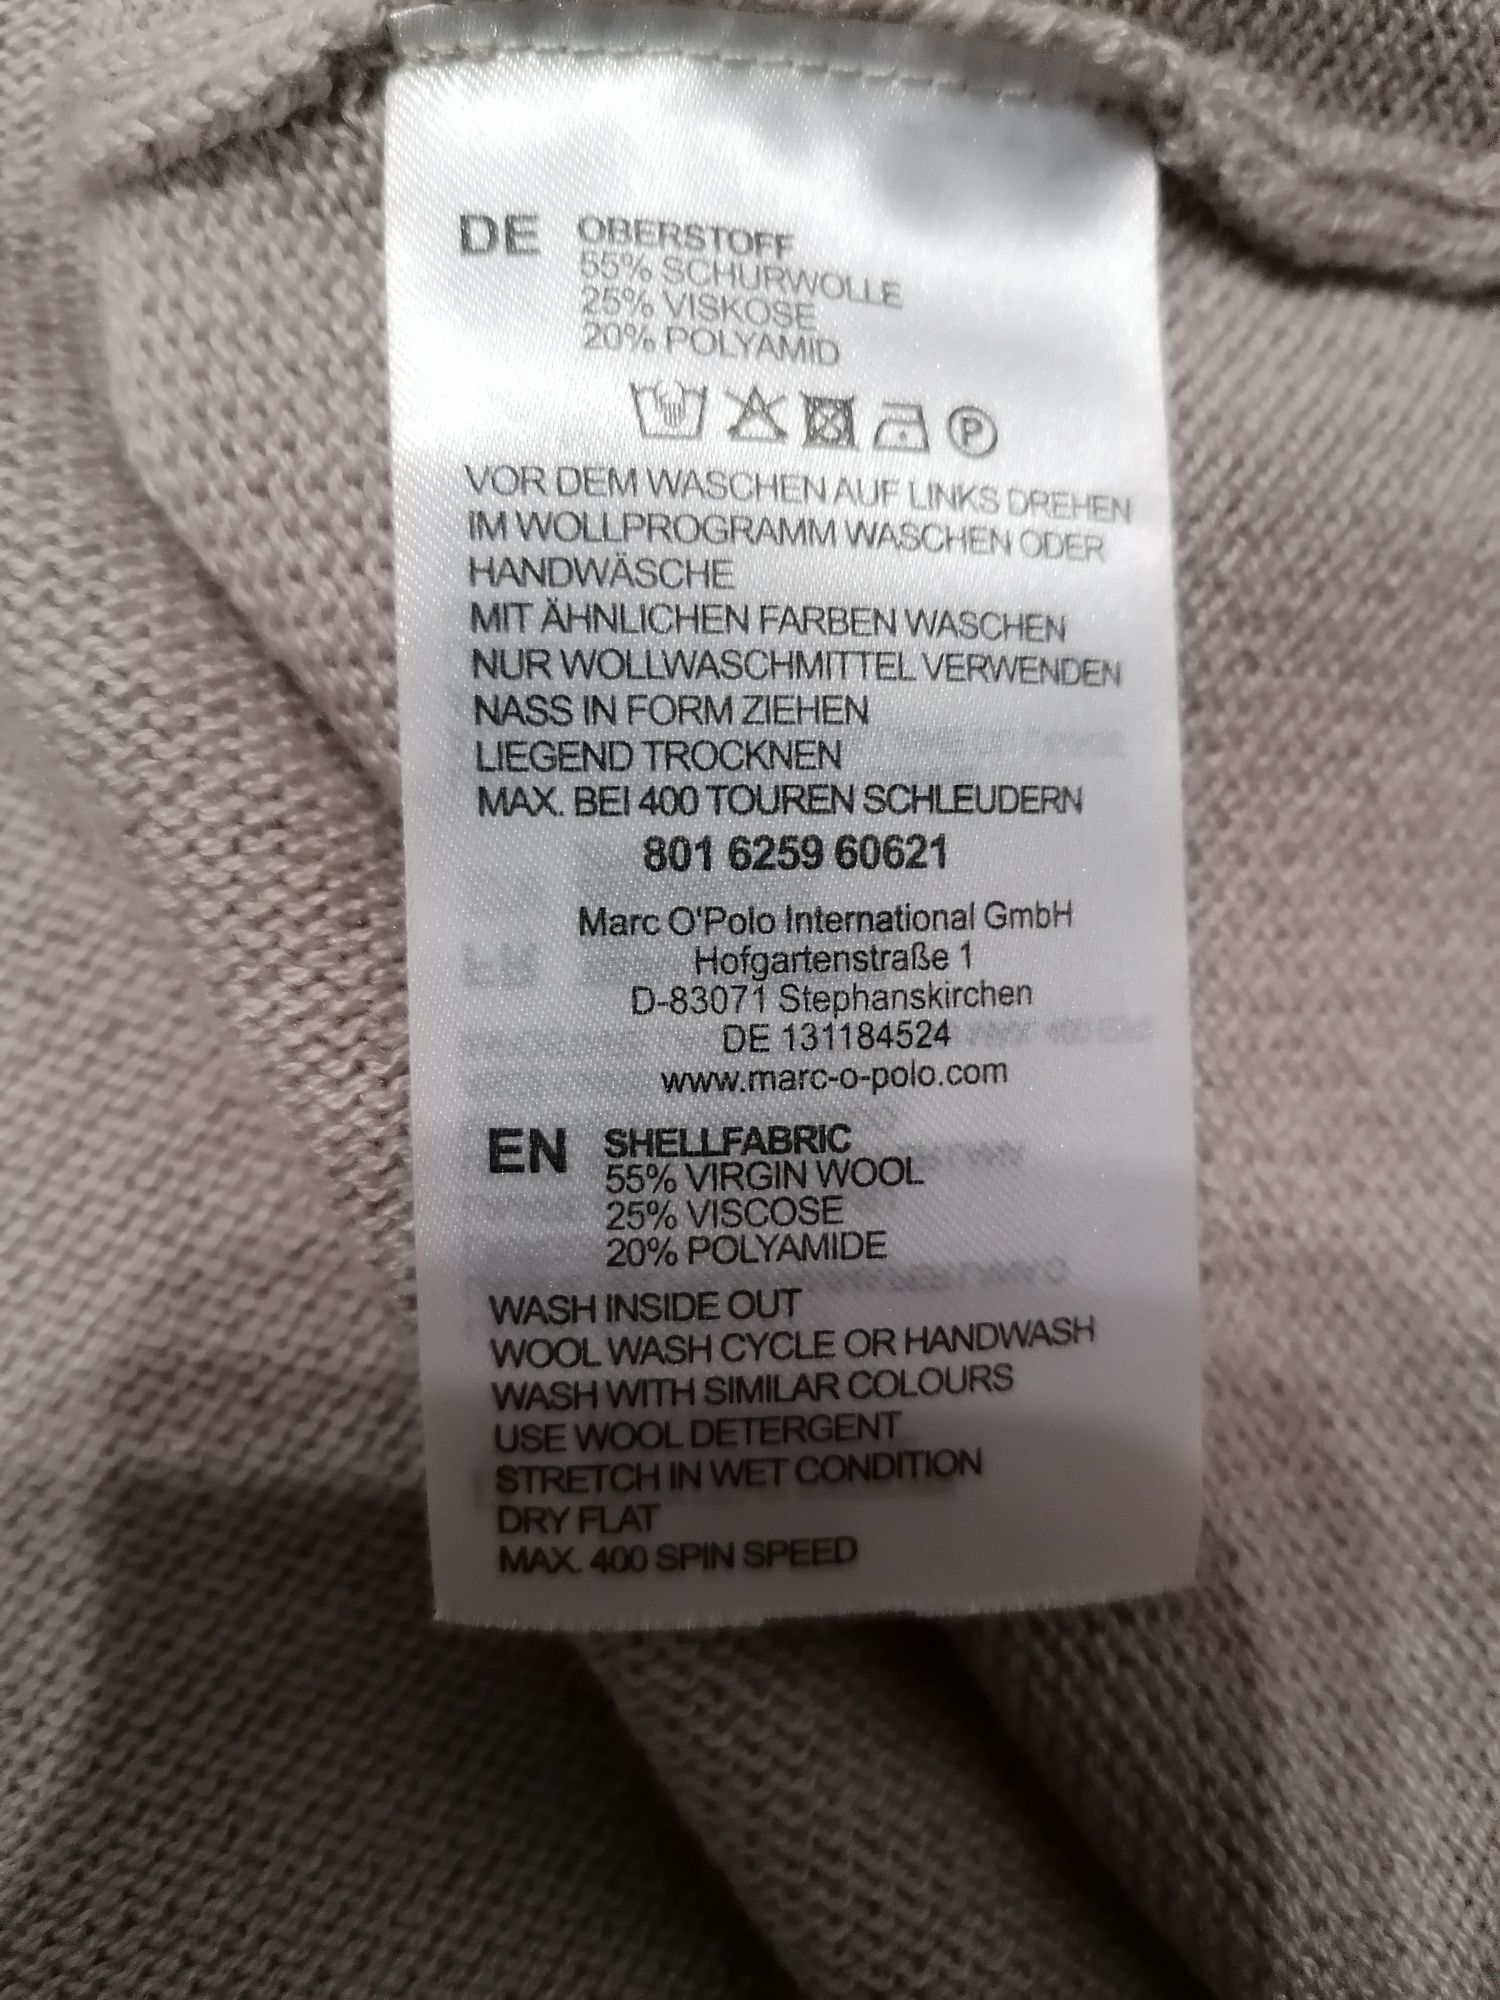 DE OBERSTOFF
55% SCHURWOLLE
25% VISKOSE
20% POLYAMID
P
VOR DEM WASCHEN AUF LINKS DREHEN
IM WOLLPROGRAMM WASCHEN ODER
HANDWÄSCHE
MIT ÄHNLICHEN FARBEN WASCHEN
NUR WOLLWASCHMITTEL VERWENDEN
NASS IN FORM ZIEHEN
LIEGEND TROCKNEN
MAX. BEI 400 TOUREN SCHLEUDERN
801 6259 60621
Marc O'Polo International GmbH
Hofgartenstraße 1
D-83071 Stephanskirchen
DE 131184524
www.marc-o-polo.com
EN SHELLFABRIC
55% VIRGIN WOOL
25% VISCOSE
20% POLYAMIDE
WASH INSIDE OUT
WOOL WASH CYCLE OR HANDWASH
WASH WITH SIMILAR COLOURS
USE WOOL DETERGENT
STRETCH IN WET CONDITION
DRY FLAT
MAX. 400 SPIN SPEED